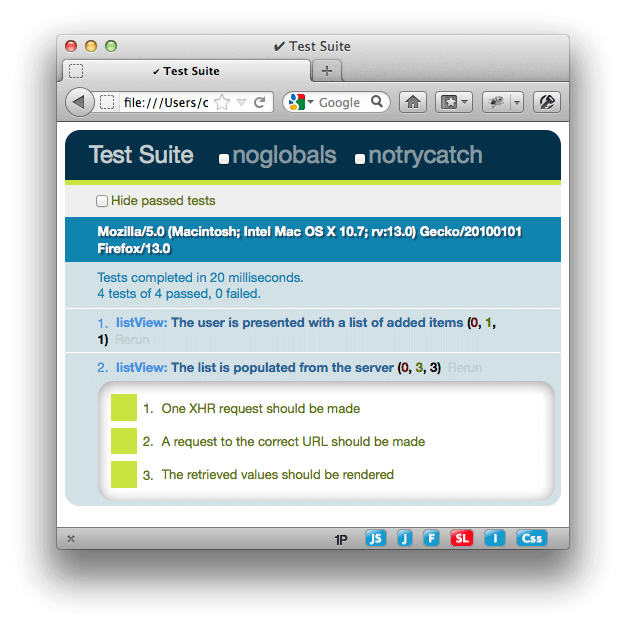 ✔ Test Suite
✔ Test Suite
file:///Users/c
Google
Test Suite noglobals notrycatch
Hide passed tests
Mozilla/5.0 (Macintosh; Intel Mac OS X 10.7; rv:13.0) Gecko/20100101
Firefox/13.0
Tests completed in 20 milliseconds.
4 tests of 4 passed, 0 failed.
1. listView: The user is presented with a list of added items (0, 1,
1) Rerun
2. listView: The list is populated from the server (0, 3, 3) Rerun
1. One XHR request should be made
2. A request to the correct URL should be made
3. The retrieved values should be rendered
1P JS J F SL I Css